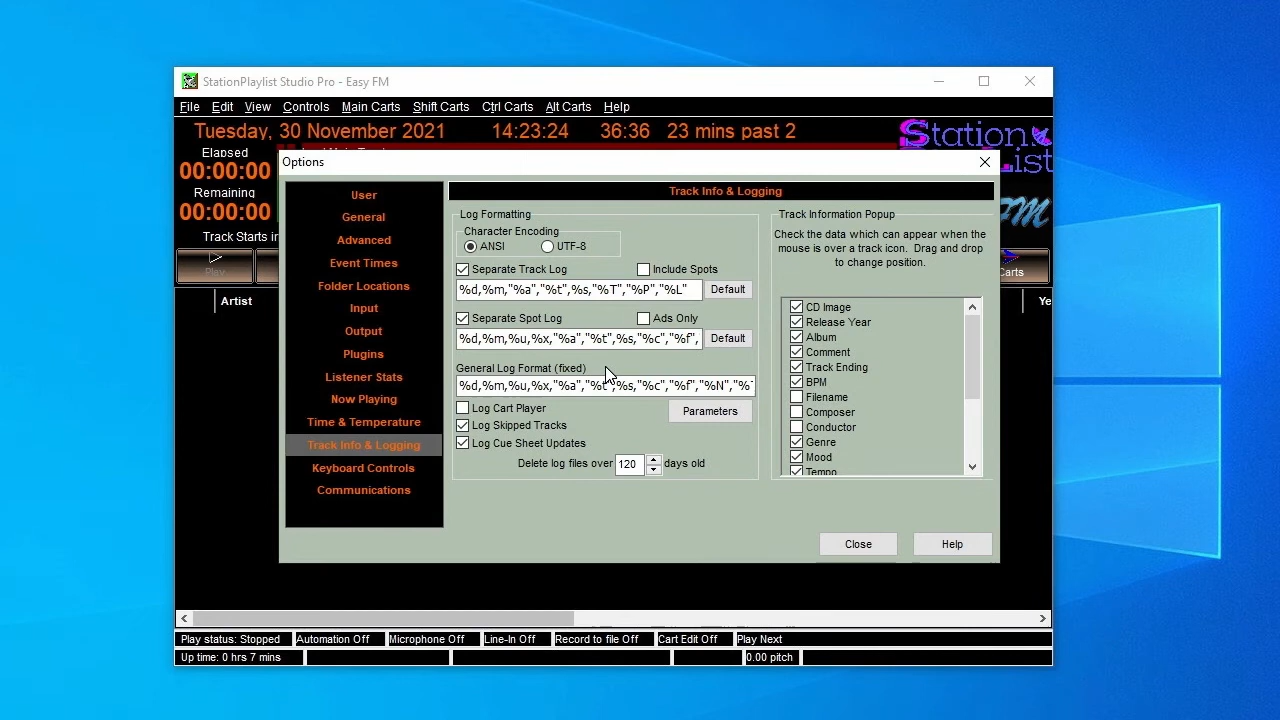 StationPlaylist Studio Pro - Easy FM
File Edit View Controls Main Carts Shift Carts Ctrl Carts Alt Carts Help
Tuesday, 30 November 2021 14:23:24 36:36 23 mins past 2
Station
List
FM
Elapsed
00:00:00
Remaining
00:00:00
Track Starts in
Play
Carts
Artist
Ye
Options
User
General
Advanced
Event Times
Folder Locations
Input
Output
Plugins
Listener Stats
Now Playing
Time & Temperature
Track Info & Logging
Keyboard Controls
Communications
Track Info & Logging
Log Formatting
Character Encoding
ANSI UTF-8
Separate Track Log Include Spots
%d,%m,"%a","%t",%s,"%T","%P","%L" Default
Separate Spot Log Ads Only
%d,%m,%u,%x,"%a","%t",%s,"%c","%f", Default
General Log Format (fixed)
%d,%m,%u,%x,"%a","%t",%s,"%c","%f","%N","%
Log Cart Player Parameters
Log Skipped Tracks
Log Cue Sheet Updates
Delete log files over 120 days old
Track Information Popup
Check the data which can appear when the
mouse is over a track icon. Drag and drop
to change position.
CD Image
Release Year
Album
Comment
Track Ending
BPM
Filename
Composer
Conductor
Genre
Mood
Tempo
Close Help
Play status: Stopped Automation Off Microphone Off Line-In Off Record to file Off Cart Edit Off Play Next
Up time: 0 hrs 7 mins 0.00 pitch